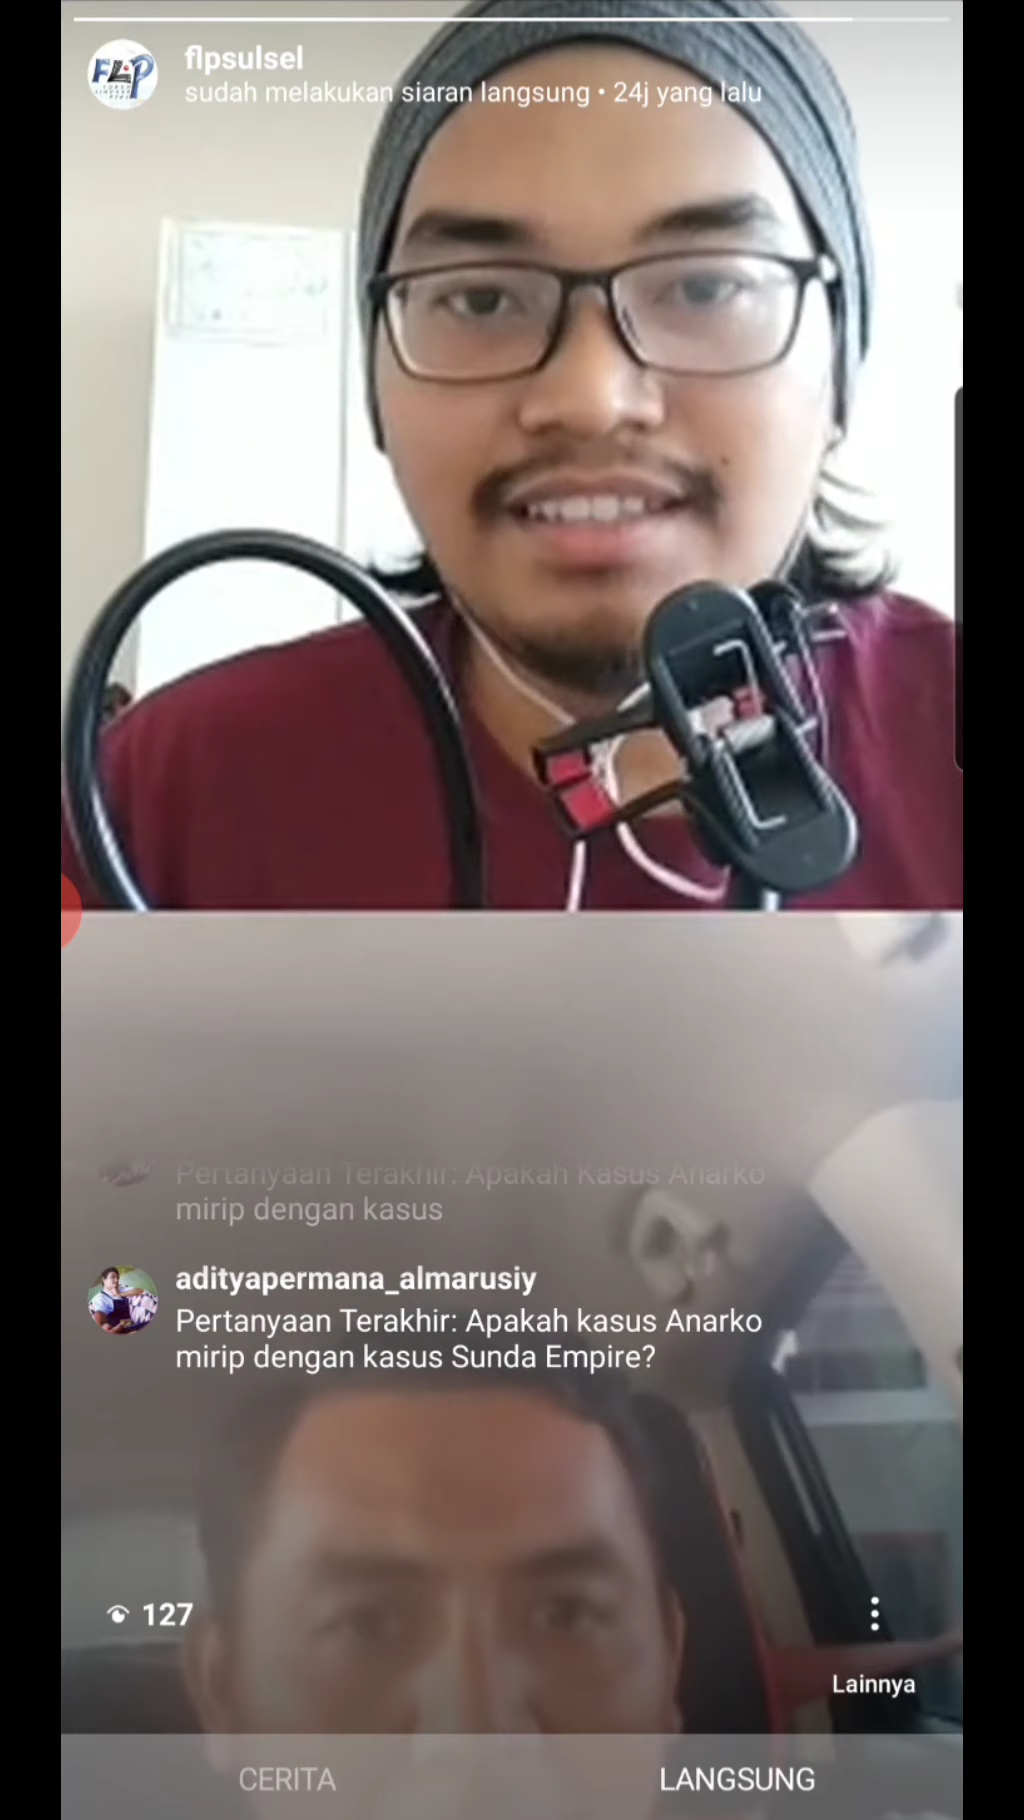 flpsulsel
sudah melakukan siaran langsung • 24j yang lalu
FLP
Pertanyaan Terakhir: Apakah Kasus Anarko
mirip dengan kasus
adityapermana_almarusiy
Pertanyaan Terakhir: Apakah kasus Anarko
mirip dengan kasus Sunda Empire?
127
Lainnya
CERITA
LANGSUNG